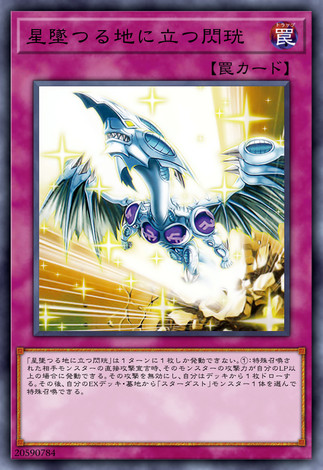 星墜つる地に立つ閃珖
罠
トラップ
【罠カード】
「星墜つる地に立つ閃珖」は１ターンに１枚しか発動できない。①：特殊召喚さ
れた相手モンスターの直接攻撃宣言時、そのモンスターの攻撃力が自分のLP以
上の場合に発動できる。その攻撃を無効にし、自分はデッキから１枚ドローす
る。その後、自分のEXデッキ・墓地から「スターダスト」モンスター１体を選んで
特殊召喚できる。
20590784